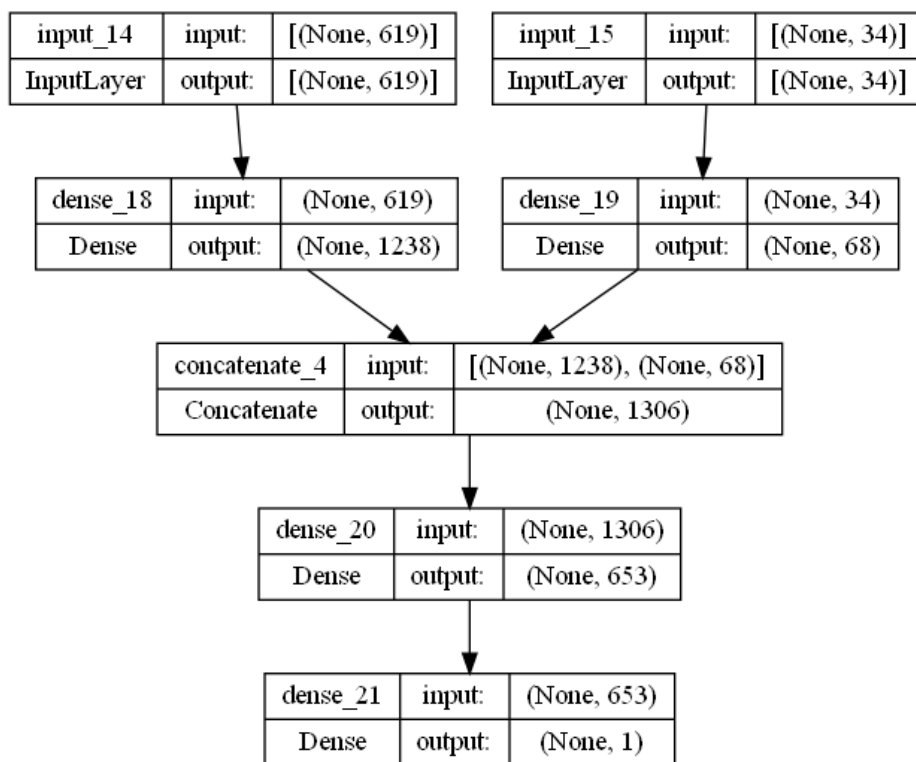 input_14 input: [(None, 619)]
InputLayer output: [(None, 619)]
input_15 input: [(None, 34)]
InputLayer output: [(None, 34)]
dense_18 input: (None, 619)
Dense output: (None, 1238)
dense_19 input: (None, 34)
Dense output: (None, 68)
concatenate_4 input: [(None, 1238), (None, 68)]
Concatenate output: (None, 1306)
dense_20 input: (None, 1306)
Dense output: (None, 653)
dense_21 input: (None, 653)
Dense output: (None, 1)